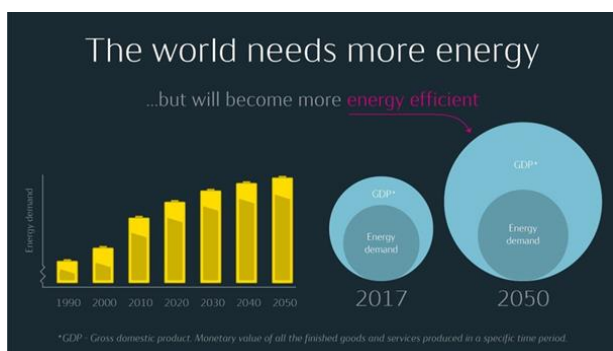 The world needs more energy
...but will become more energy efficient
Energy demand
1990 2000 2010 2020 2030 2040 2050
GDP*
Energy
demand
2017
GDP*
Energy
demand
2050
*GDP - Gross domestic product. Monetary value of all the finished goods and services produced in a specific time period.